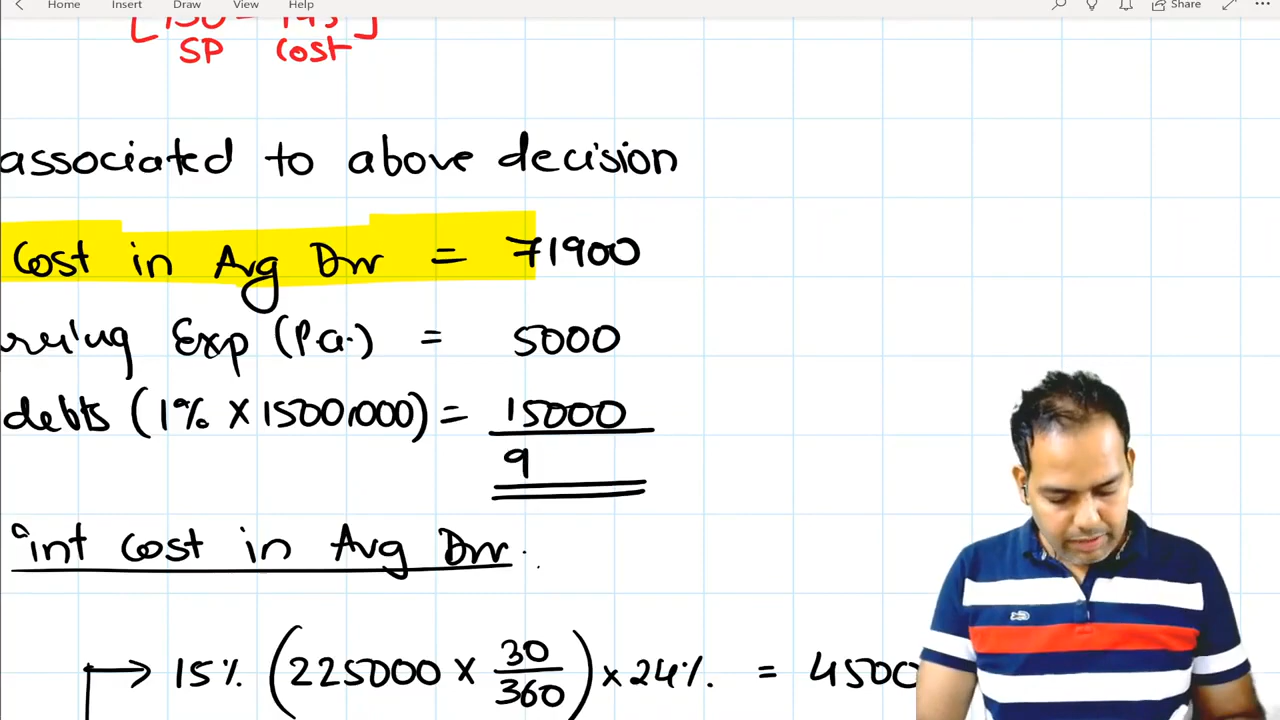 Home Insert Draw View Help Share
SP Cost
associated to above decision
Cost in Avg Drr = 71900
Exp (P.a.) = 5000
debts (1% × 1500,000) = 15000
9
int Cost in Avg Drr.
→ 15% (225000 × 30/360) × 24% = 4500